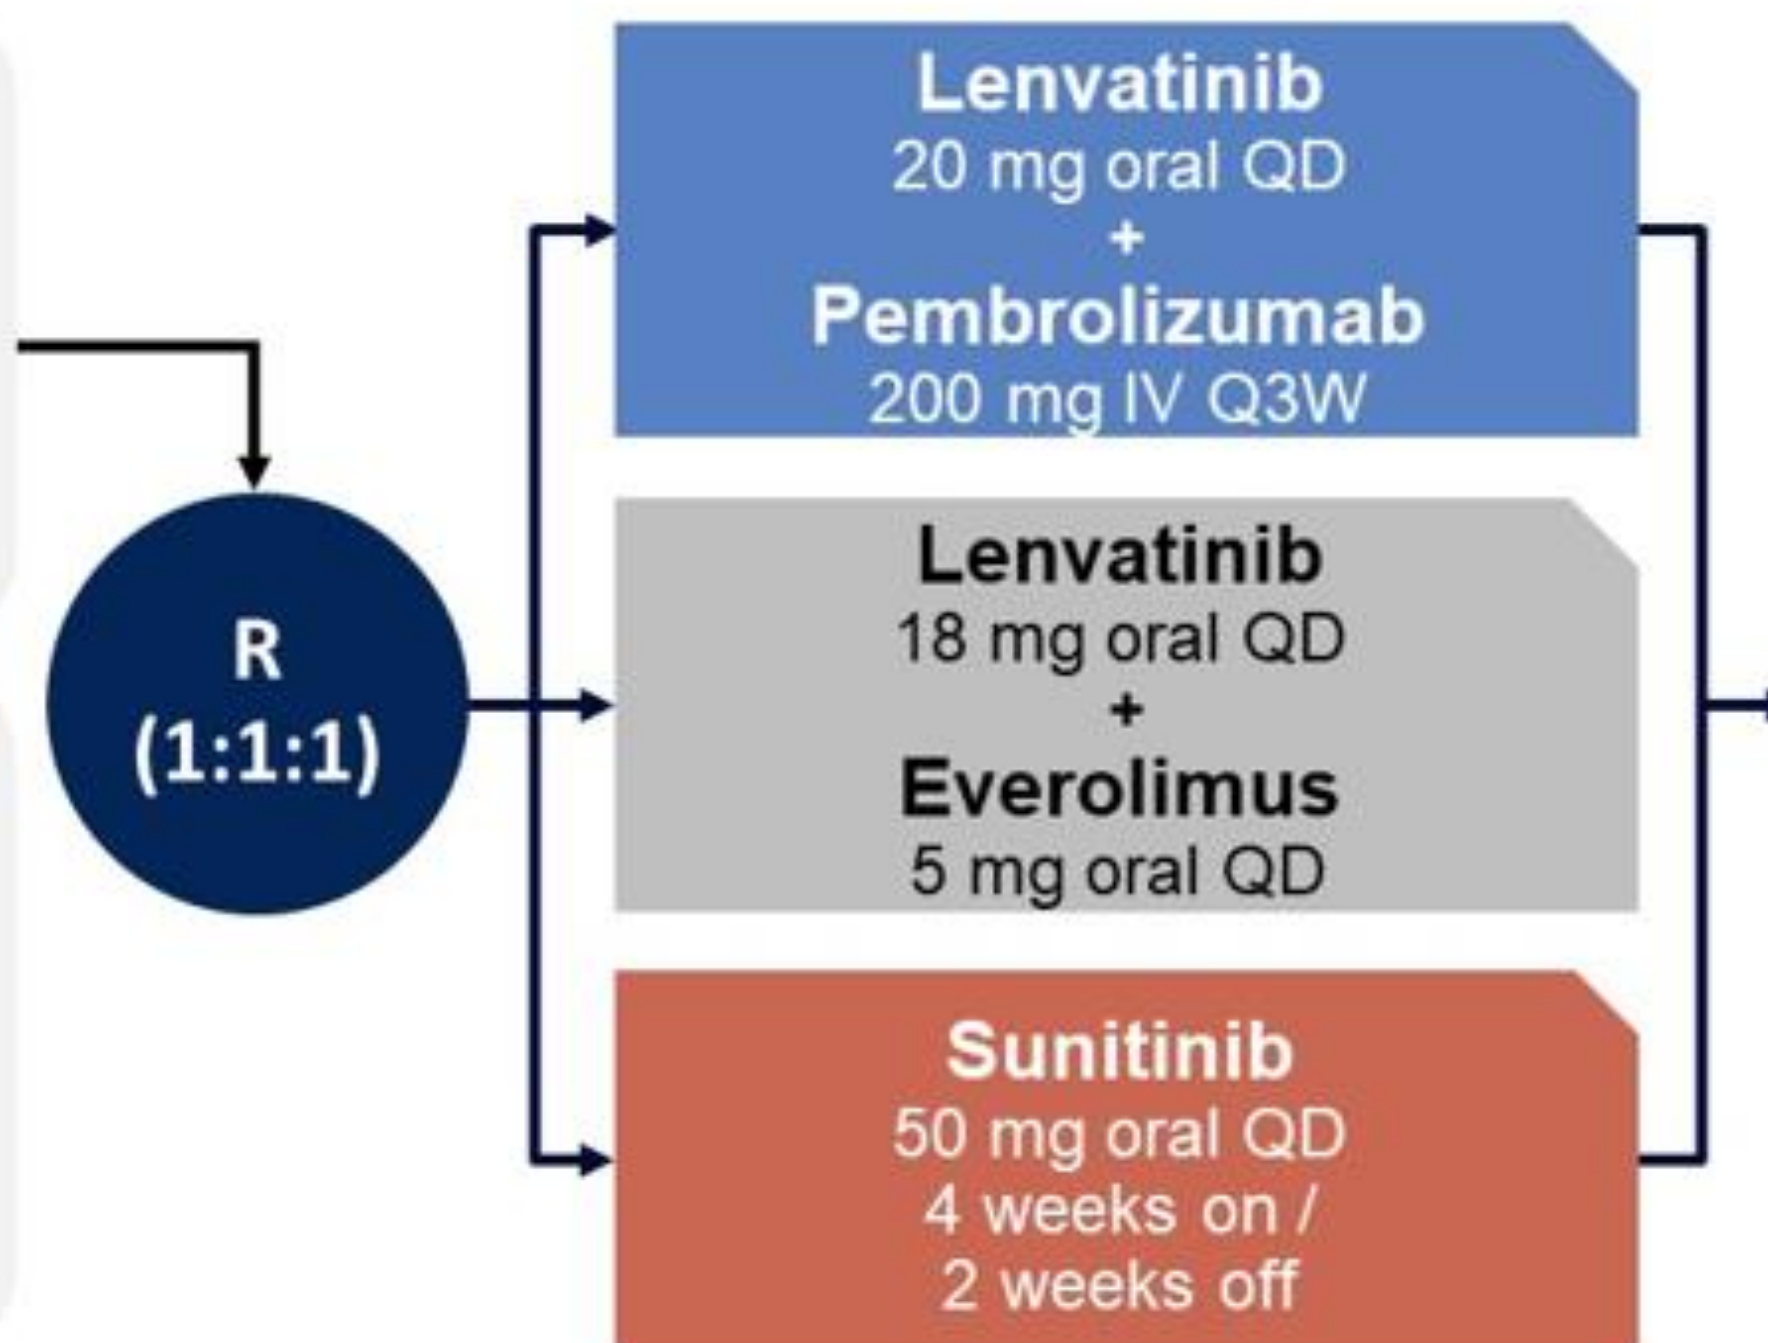 R
(1:1:1)
Lenvatinib
20 mg oral QD
+
Pembrolizumab
200 mg IV Q3W
Lenvatinib
18 mg oral QD
+
Everolimus
5 mg oral QD
Sunitinib
50 mg oral QD
4 weeks on /
2 weeks off